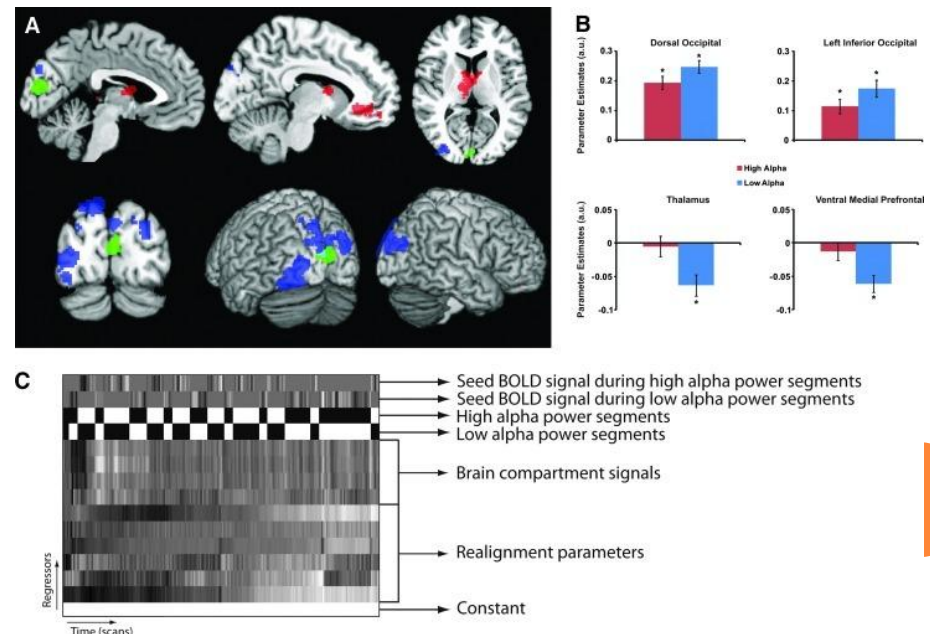 A
B
Dorsal Occipital
Left Inferior Occipital
Parameter Estimates (a.u.)
0.3
0.2
0.1
0
0.3
0.2
0.1
0
High Alpha
Low Alpha
*
*
*
*
Thalamus
Ventral Medial Prefrontal
Parameter Estimates (a.u.)
0.05
0
-0.05
-0.1
0.05
0
-0.05
-0.1
*
*
C
Seed BOLD signal during high alpha power segments
Seed BOLD signal during low alpha power segments
High alpha power segments
Low alpha power segments
Brain compartment signals
Realignment parameters
Constant
Regressors
Time (scans)